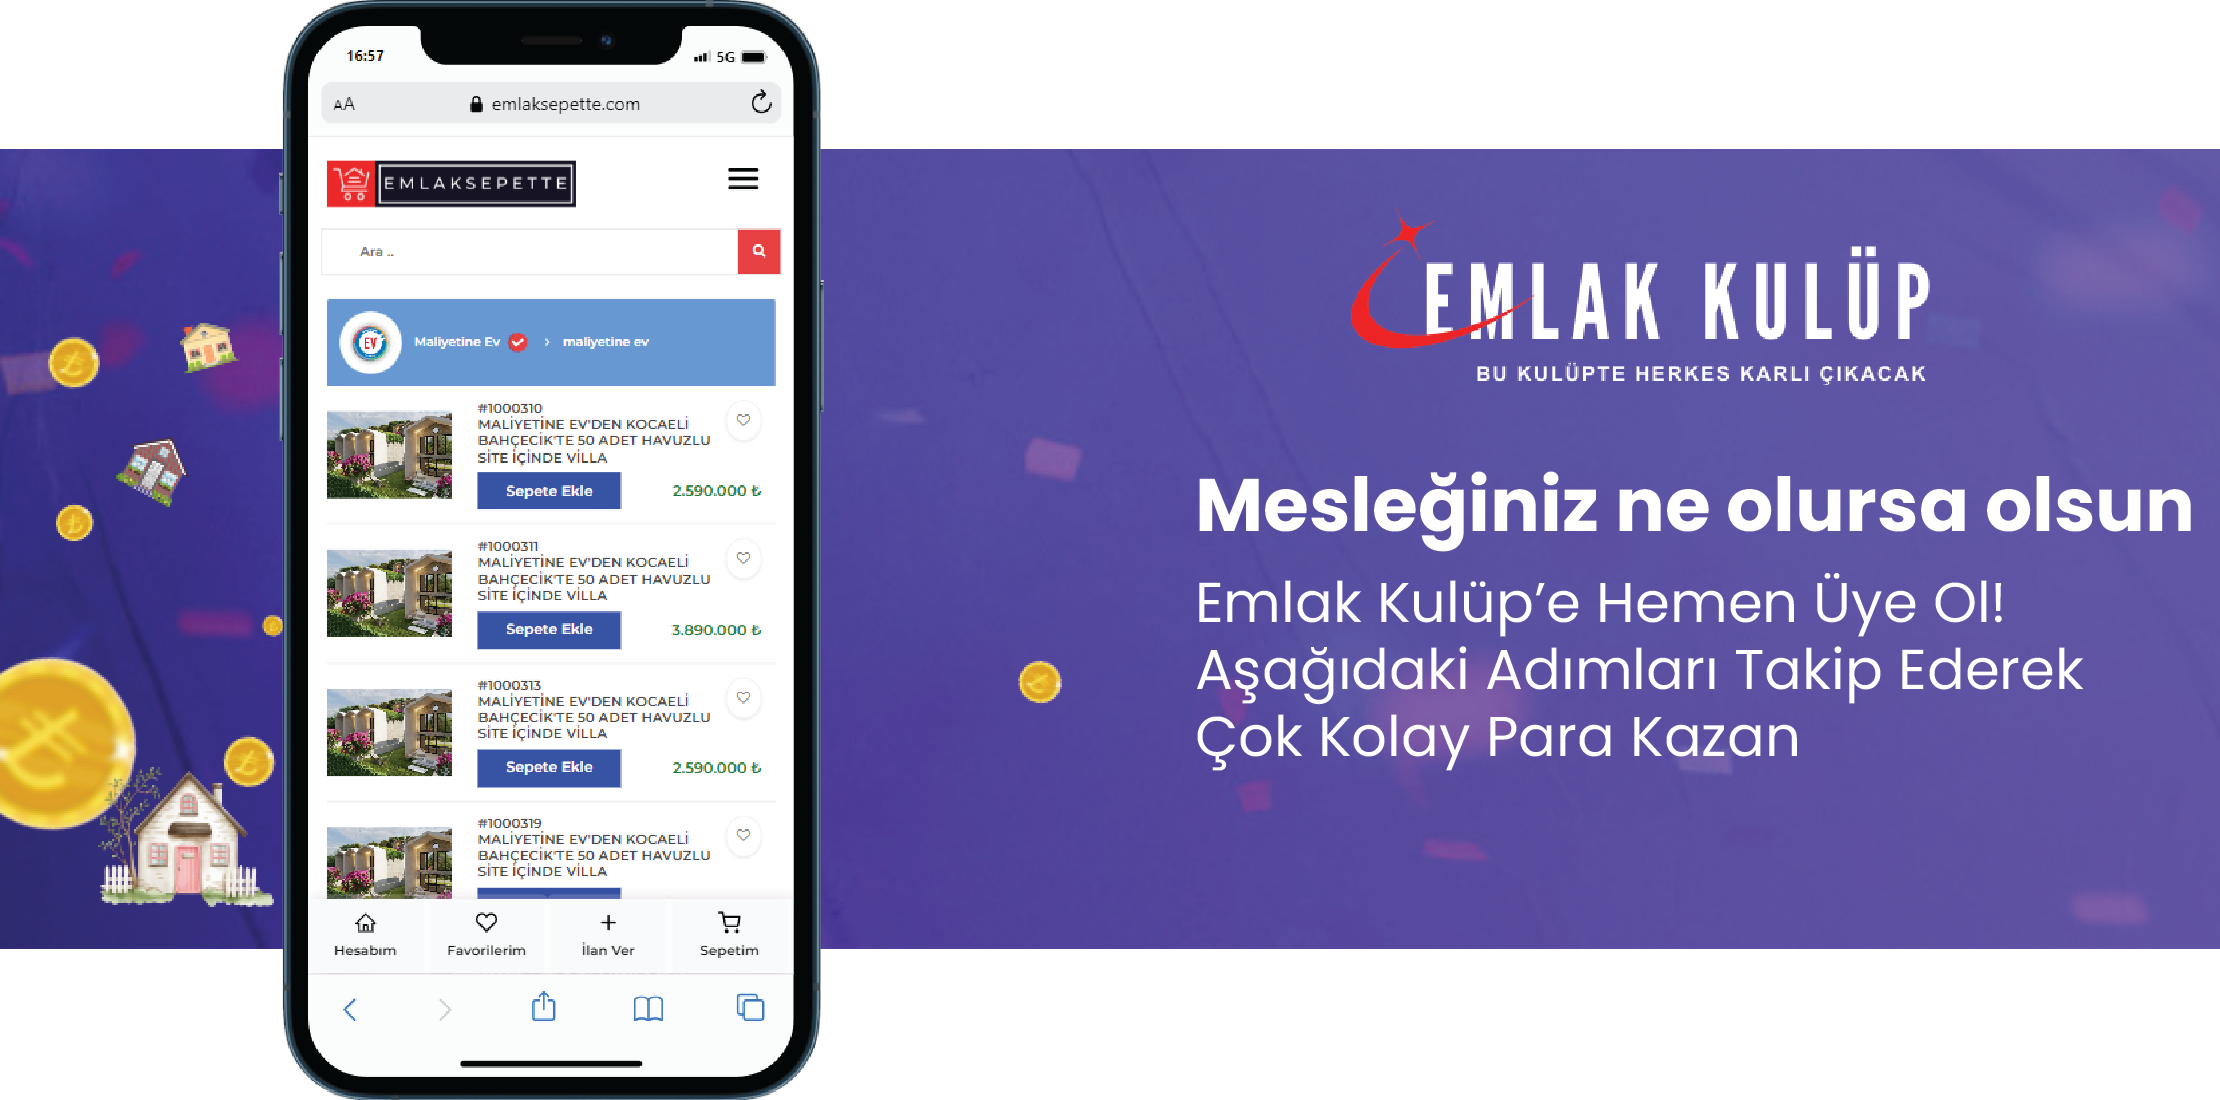 16:57
5G
AA
emlaksepette.com
EMLAKSEPETTE
Ara ..
EV
Maliyetine Ev › maliyetine ev
#1000310
MALİYETİNE EV'DEN KOCAELİ
BAHÇECİK'TE 50 ADET HAVUZLU
SİTE İÇİNDE VİLLA
Sepete Ekle
2.590.000 ₺
#1000311
MALİYETİNE EV'DEN KOCAELİ
BAHÇECİK'TE 50 ADET HAVUZLU
SİTE İÇİNDE VİLLA
Sepete Ekle
3.890.000 ₺
#1000313
MALİYETİNE EV'DEN KOCAELİ
BAHÇECİK'TE 50 ADET HAVUZLU
SİTE İÇİNDE VİLLA
Sepete Ekle
2.590.000 ₺
#1000319
MALİYETİNE EV'DEN KOCAELİ
BAHÇECİK'TE 50 ADET HAVUZLU
SİTE İÇİNDE VİLLA
Hesabım
Favorilerim
İlan Ver
Sepetim
EMLAK KULÜP
BU KULÜPTE HERKES KARLI ÇIKACAK
Mesleğiniz ne olursa olsun
Emlak Kulüp’e Hemen Üye Ol!
Aşağıdaki Adımları Takip Ederek
Çok Kolay Para Kazan